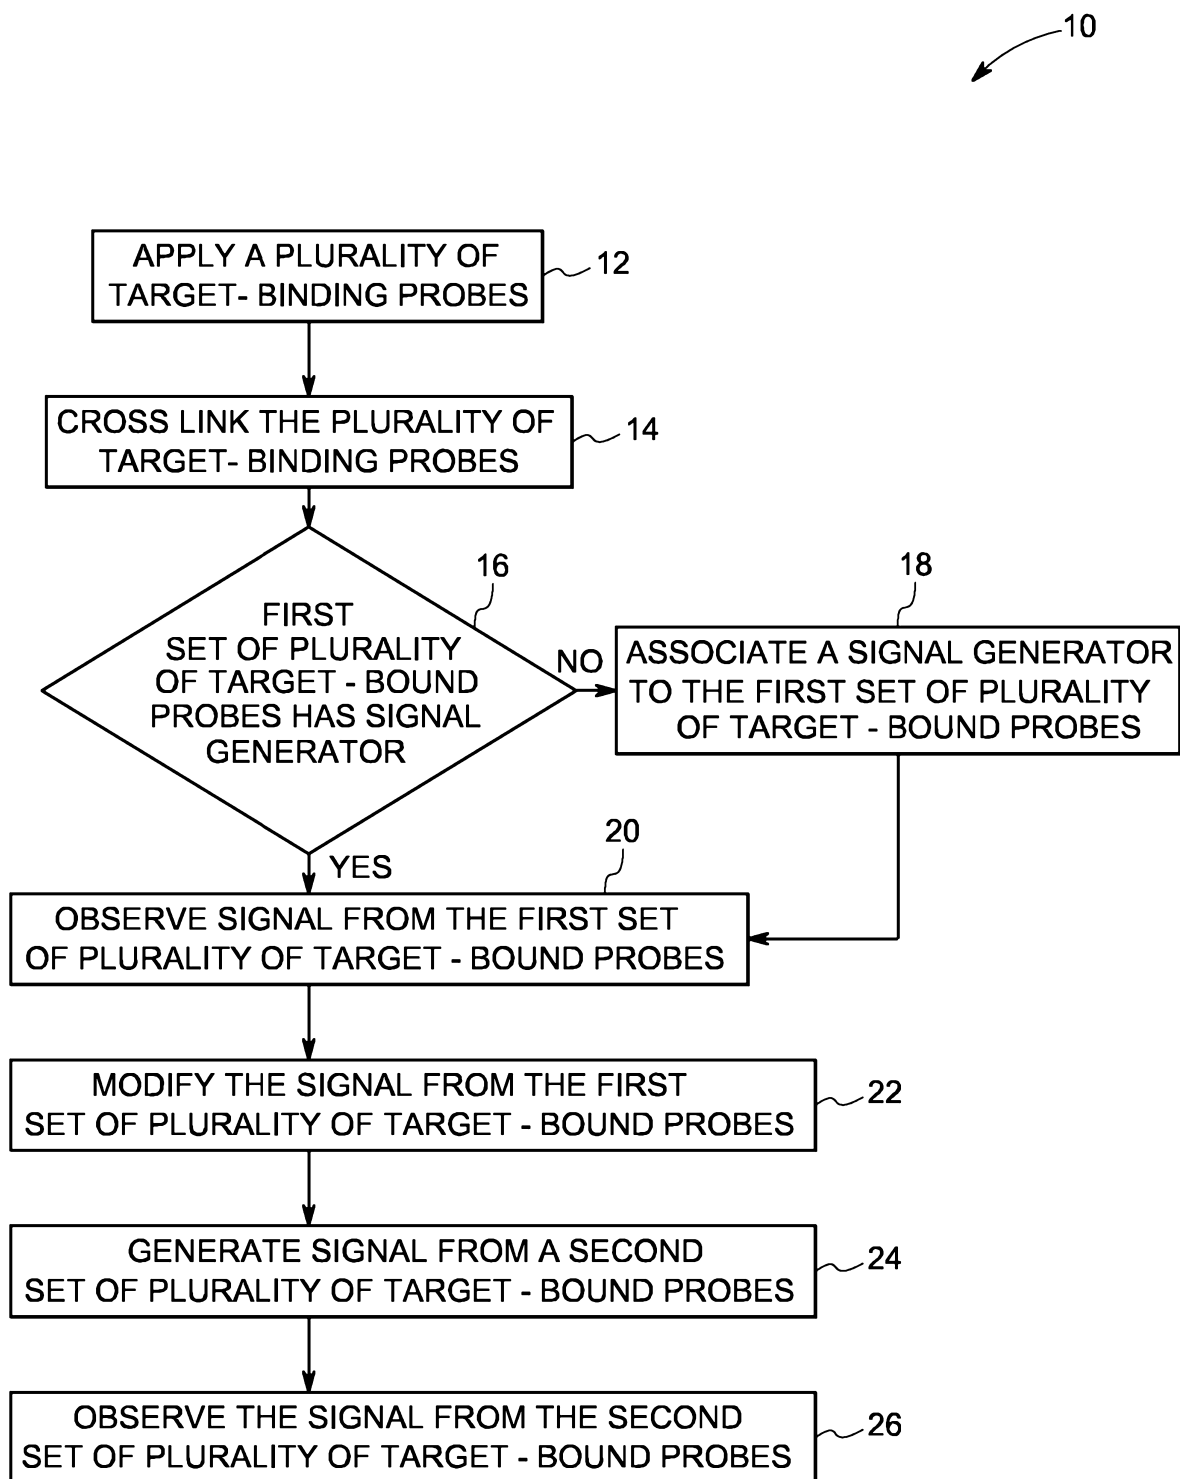 10
APPLY A PLURALITY OF
TARGET- BINDING PROBES
12
CROSS LINK THE PLURALITY OF
TARGET- BINDING PROBES
14
FIRST
SET OF PLURALITY
OF TARGET - BOUND
PROBES HAS SIGNAL
GENERATOR
16
NO
18
ASSOCIATE A SIGNAL GENERATOR
TO THE FIRST SET OF PLURALITY
OF TARGET - BOUND PROBES
YES
20
OBSERVE SIGNAL FROM THE FIRST SET
OF PLURALITY OF TARGET - BOUND PROBES
MODIFY THE SIGNAL FROM THE FIRST
SET OF PLURALITY OF TARGET - BOUND PROBES
22
GENERATE SIGNAL FROM A SECOND
SET OF PLURALITY OF TARGET - BOUND PROBES
24
OBSERVE THE SIGNAL FROM THE SECOND
SET OF PLURALITY OF TARGET - BOUND PROBES
26